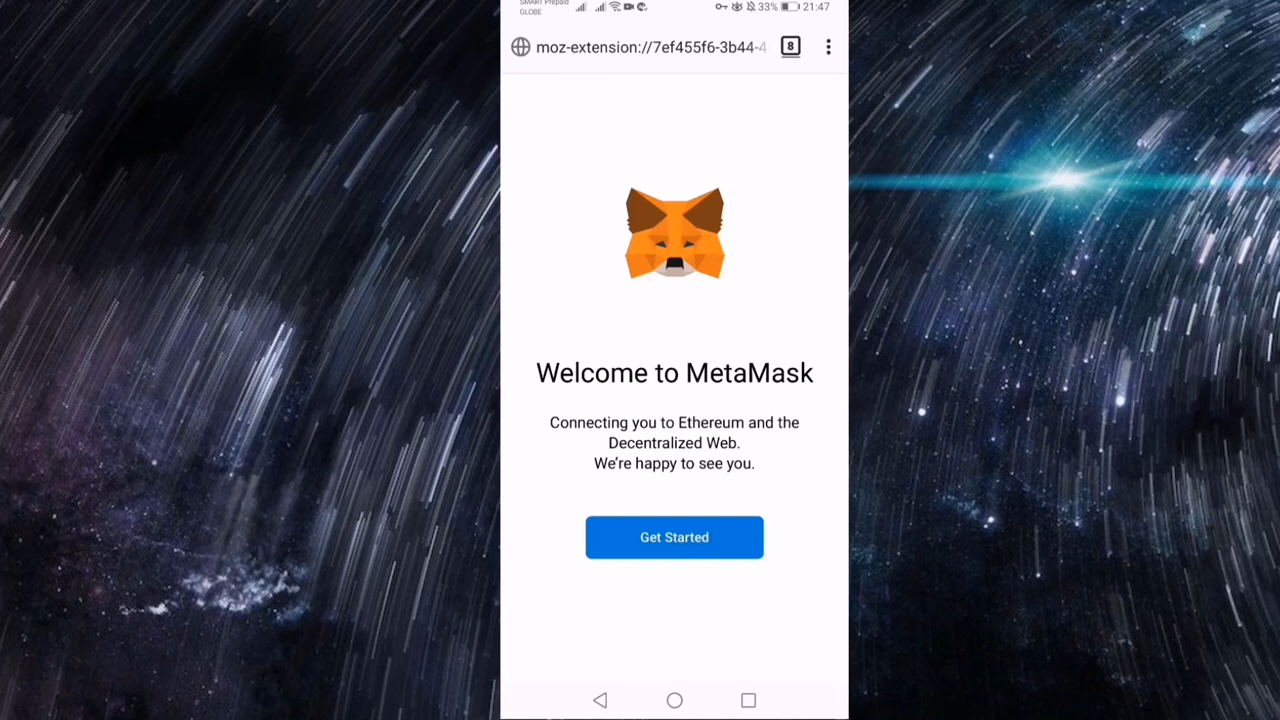 SMART Prepaid
GLOBE
33% 21:47
moz-extension://7ef455f6-3b44-4
8
Welcome to MetaMask
Connecting you to Ethereum and the
Decentralized Web.
We’re happy to see you.
Get Started